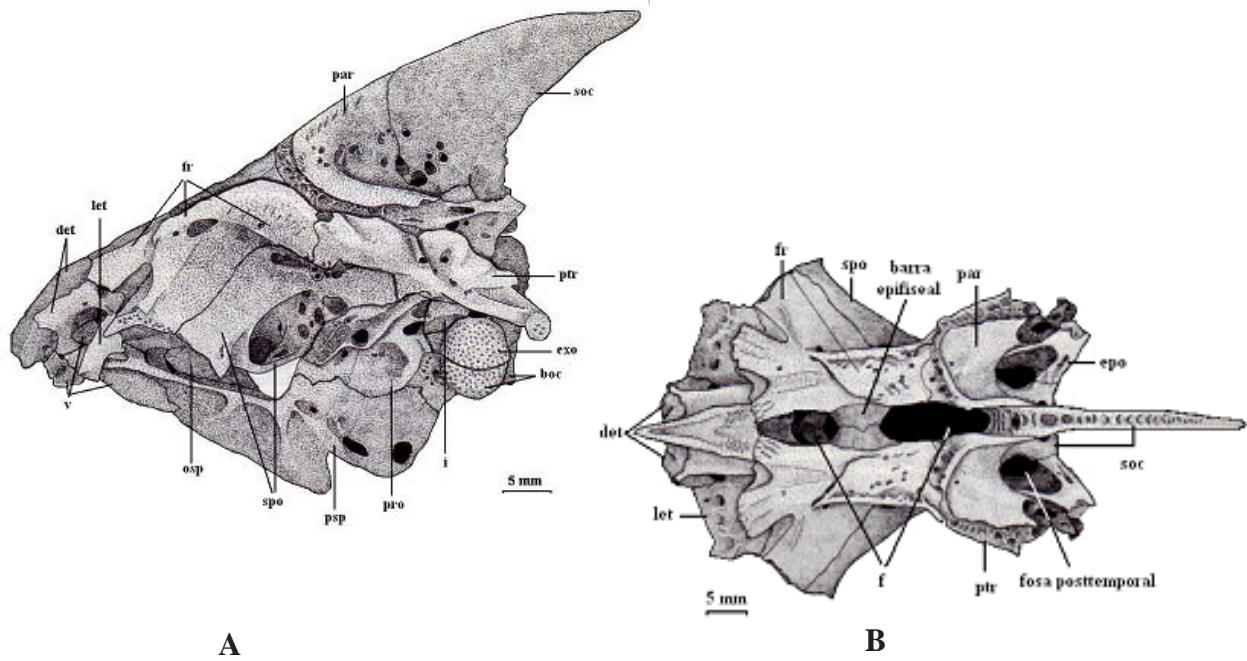 par
soc
fr
let
det
ptr
exo
boc
v
osp
spo
psp
pro
i
5 mm
A
fr
spo
barra
epifiseal
par
epo
det
soc
let
f
ptr
fosa posttemporal
5 mm
B